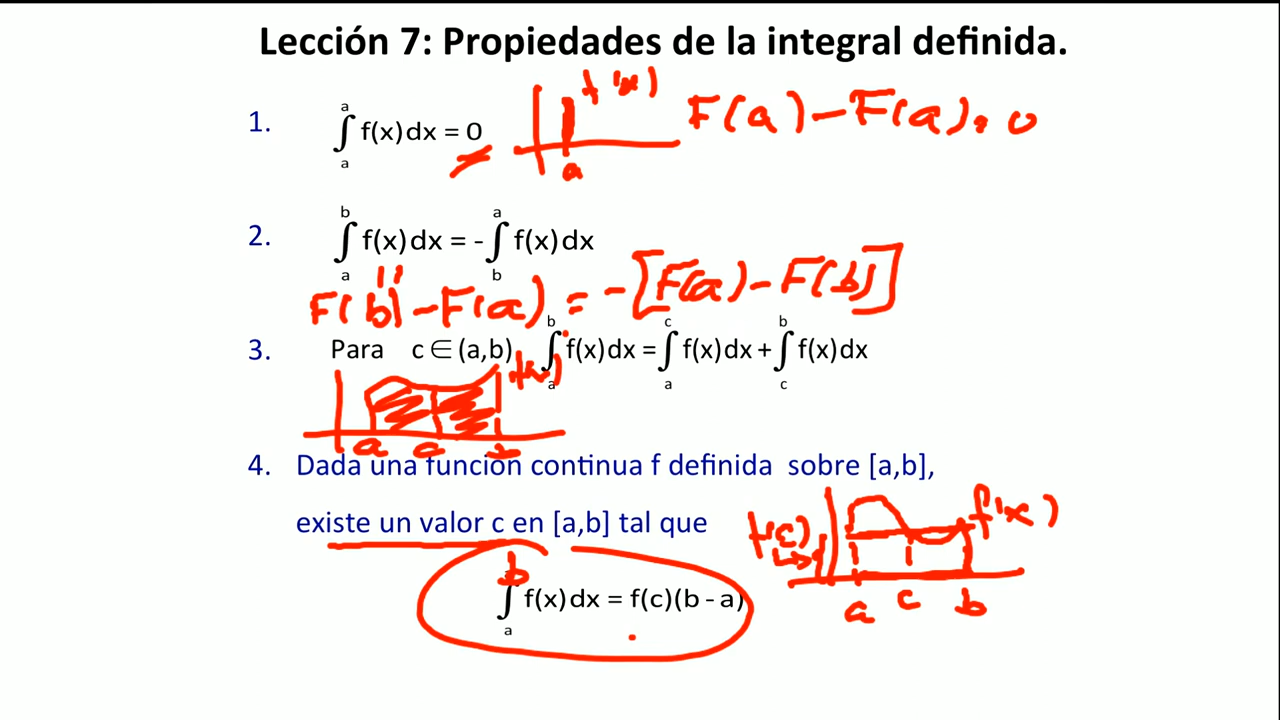 Lección 7: Propiedades de la integral definida.
f(x)
1. ∫ₐᵃ f(x)dx = 0 F(a) - F(a) = 0
a
2. ∫ₐᵇ f(x)dx = -∫ᵦᵃ f(x)dx
F(b) - F(a) = -[F(a) - F(b)]
3. Para c∈(a,b), ∫ₐᵇ f(x)dx = ∫ₐᶜ f(x)dx + ∫꜀ᵇ f(x)dx
f(x)
a c b
4. Dada una función continua f definida sobre [a,b],
existe un valor c en [a,b] tal que
f(c) f(x)
∫ₐᵇ f(x)dx = f(c)(b - a)
a c b